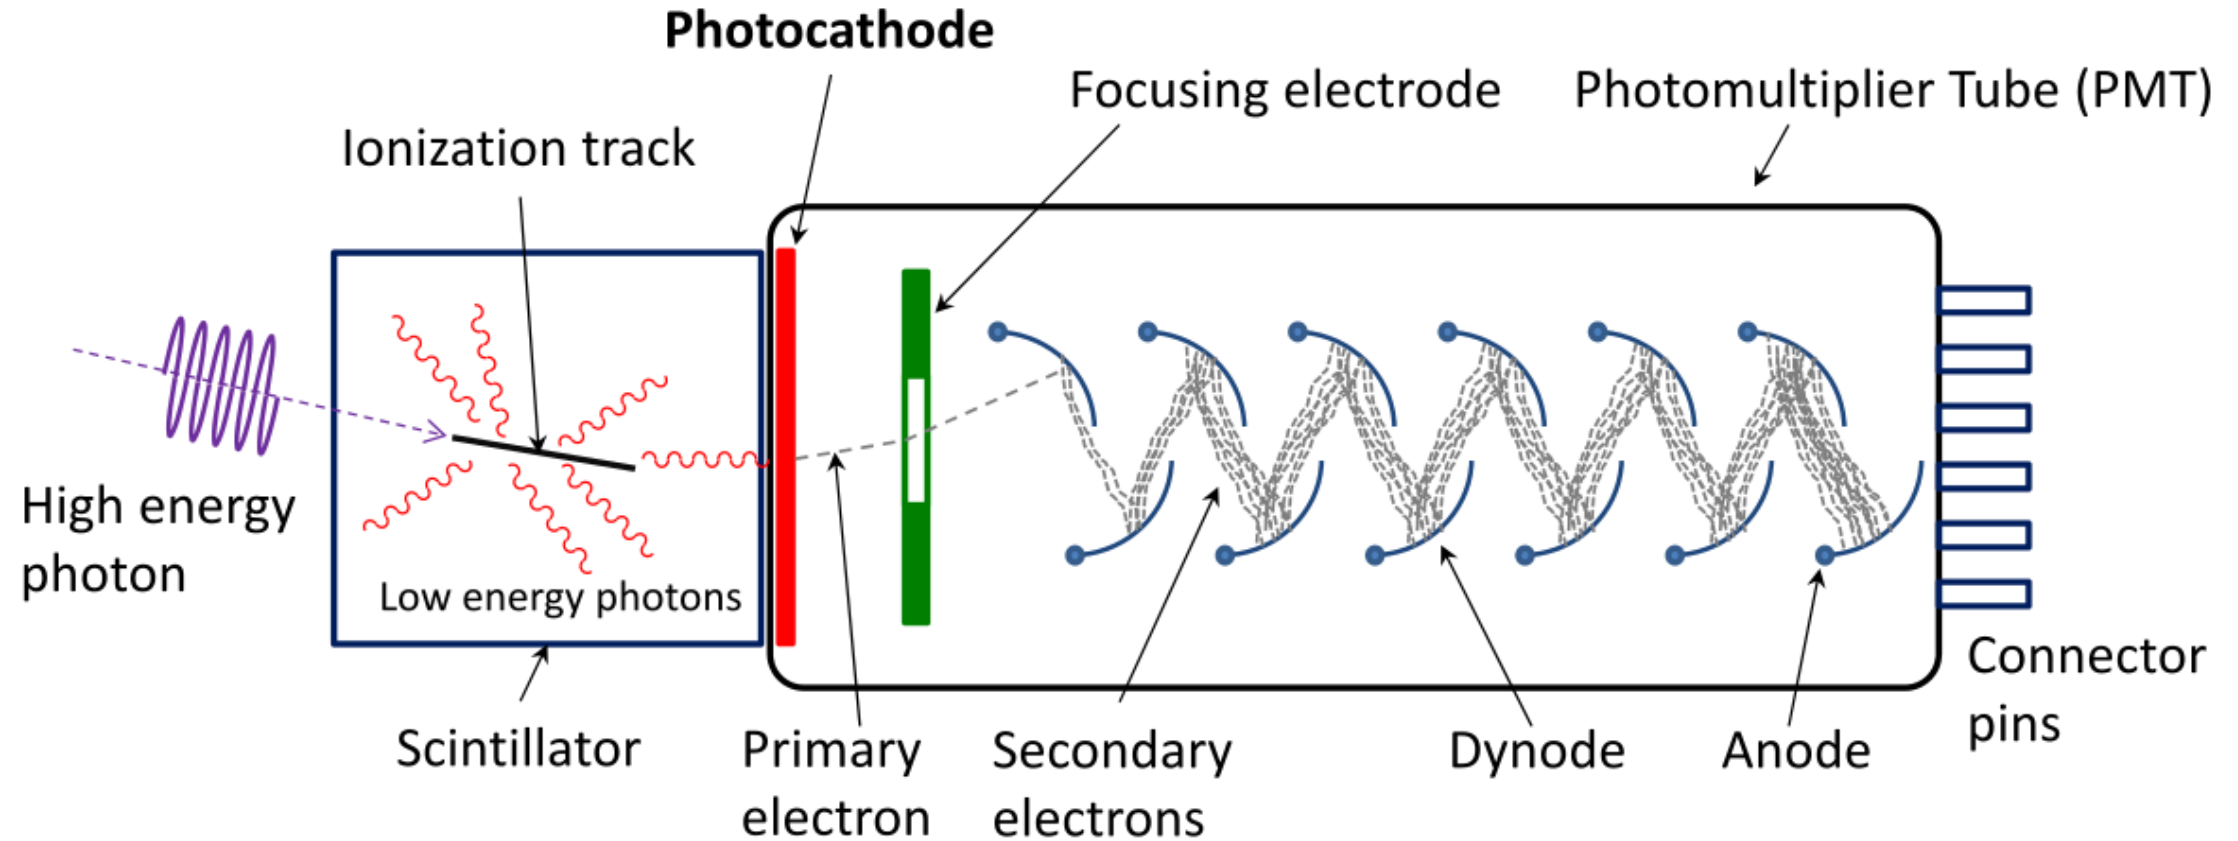 Photocathode
Focusing electrode
Photomultiplier Tube (PMT)
Ionization track
High energy
photon
Low energy photons
Scintillator
Primary
electron
Secondary
electrons
Dynode
Anode
Connector
pins